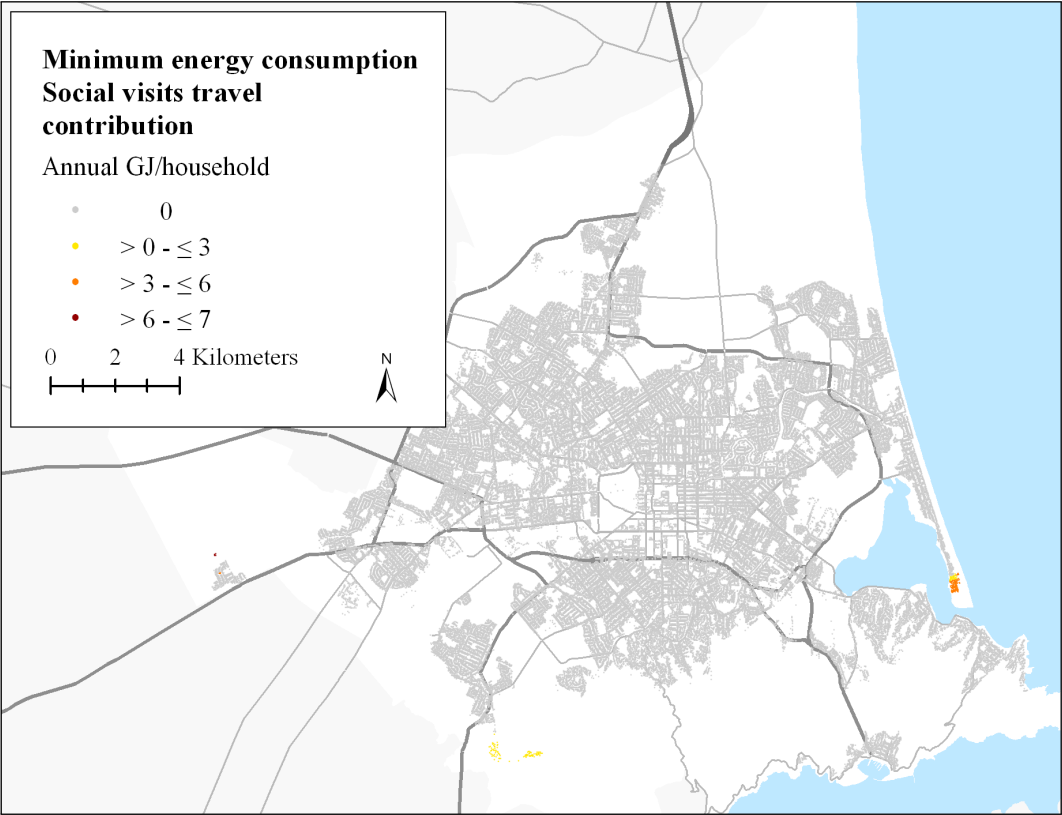 Minimum energy consumption
Social visits travel
contribution
Annual GJ/household
0
> 0 - ≤ 3
> 3 - ≤ 6
> 6 - ≤ 7
0 2 4 Kilometers
N